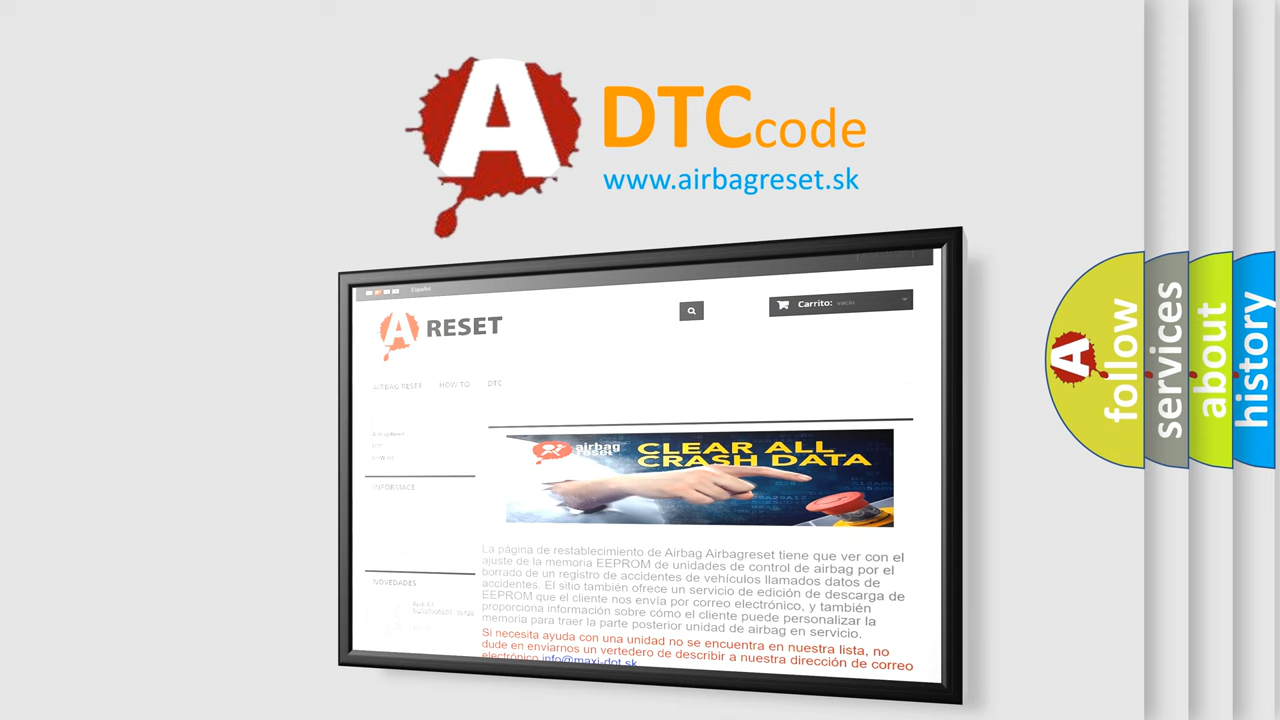 A
DTCcode
www.airbagreset.sk
Español
A RESET
Carrito: vacío
AIRBAG RESET HOW TO DTC
Airbag Reset
DTC
HOW TO
INFORMACE
airbag
reset
CLEAR ALL
CRASH DATA
La página de restablecimiento de Airbag Airbagreset tiene que ver con el
ajuste de la memoria EEPROM de unidades de control de airbag por el
borrado de un registro de accidentes de vehículos llamados datos de
accidentes. El sitio también ofrece un servicio de edición de descarga de
EEPROM que el cliente nos envía por correo electrónico, y también
proporciona información sobre cómo el cliente puede personalizar la
memoria para traer la parte posterior unidad de airbag en servicio.
Si necesita ayuda con una unidad no se encuentra en nuestra lista, no
dude en enviarnos un vertedero de describir a nuestra dirección de correo
electrónico info@maxi-dot.sk
NOVEDADES
A
follow
services
about
history